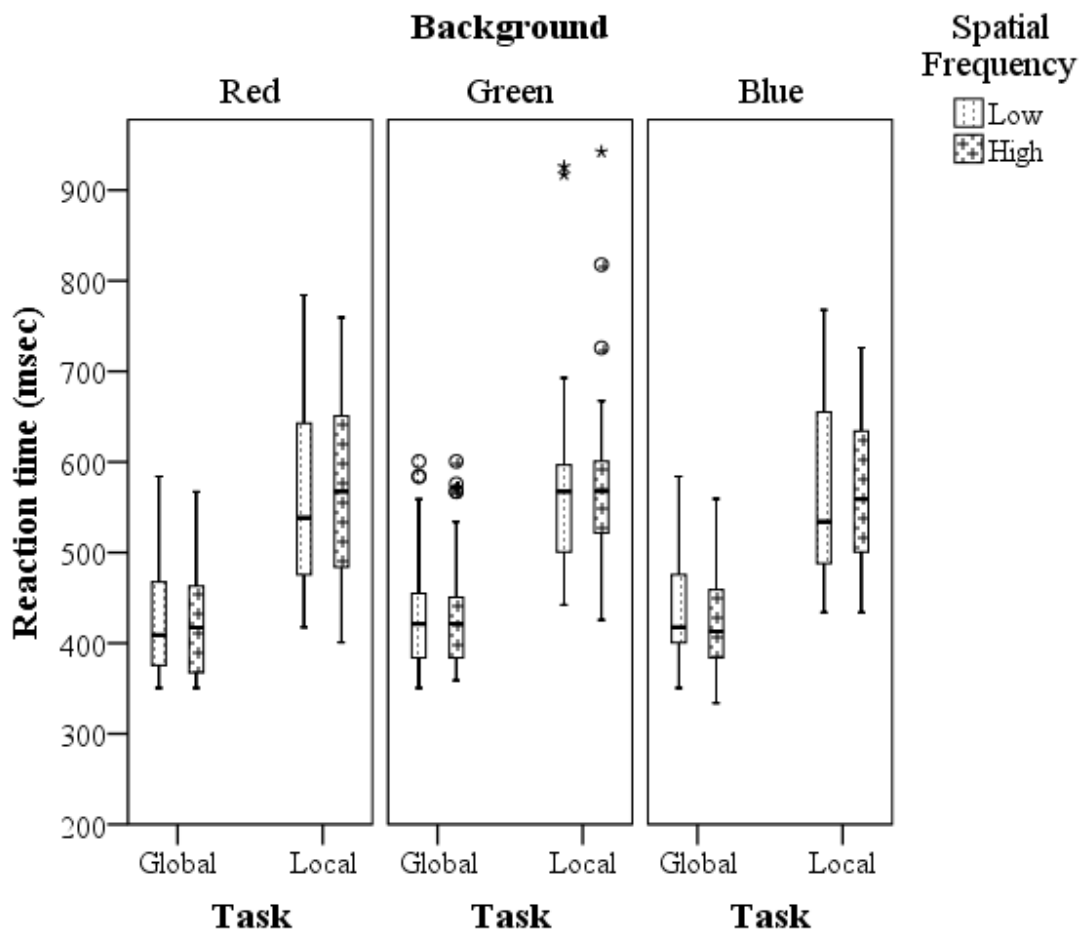 Background
Spatial
Frequency
Low
High
Red Green Blue
Reaction time (msec)
900
800
700
600
500
400
300
200
Global Local Global Local Global Local
Task Task Task